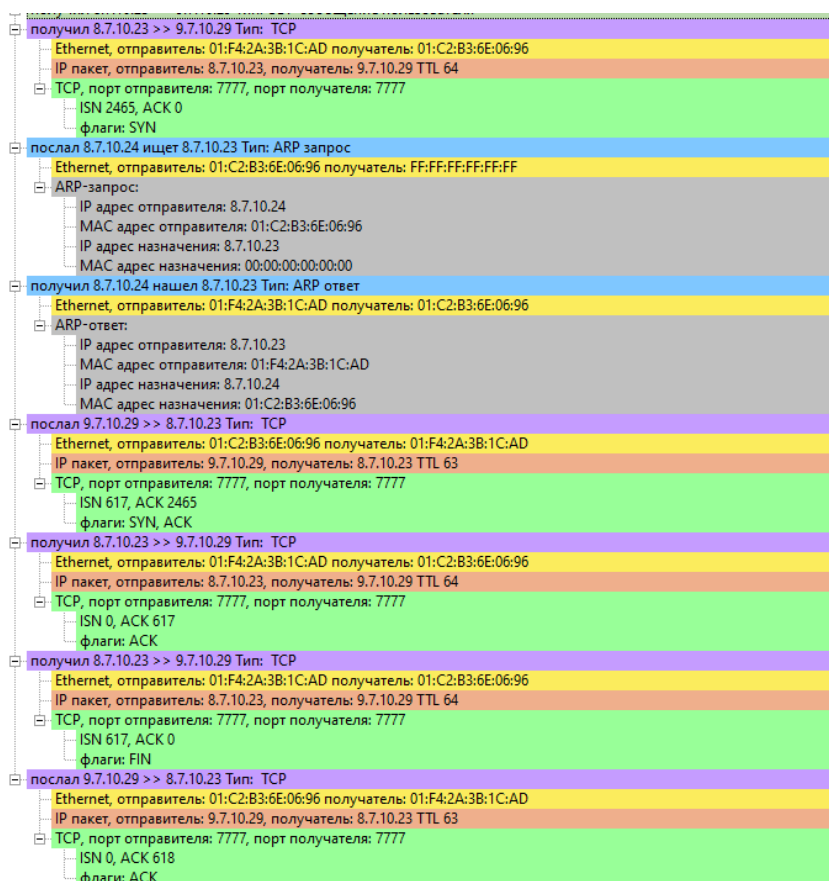 получил 8.7.10.23 >> 9.7.10.29 Тип: TCP
Ethernet, отправитель: 01:F4:2A:3B:1C:AD получатель: 01:C2:B3:6E:06:96
IP пакет, отправитель: 8.7.10.23, получатель: 9.7.10.29 TTL 64
TCP, порт отправителя: 7777, порт получателя: 7777
ISN 2465, ACK 0
флаги: SYN
послал 8.7.10.24 ищет 8.7.10.23 Тип: ARP запрос
Ethernet, отправитель: 01:C2:B3:6E:06:96 получатель: FF:FF:FF:FF:FF:FF
ARP-запрос:
IP адрес отправителя: 8.7.10.24
MAC адрес отправителя: 01:C2:B3:6E:06:96
IP адрес назначения: 8.7.10.23
MAC адрес назначения: 00:00:00:00:00:00
получил 8.7.10.24 нашел 8.7.10.23 Тип: ARP ответ
Ethernet, отправитель: 01:F4:2A:3B:1C:AD получатель: 01:C2:B3:6E:06:96
ARP-ответ:
IP адрес отправителя: 8.7.10.23
MAC адрес отправителя: 01:F4:2A:3B:1C:AD
IP адрес назначения: 8.7.10.24
MAC адрес назначения: 01:C2:B3:6E:06:96
послал 9.7.10.29 >> 8.7.10.23 Тип: TCP
Ethernet, отправитель: 01:C2:B3:6E:06:96 получатель: 01:F4:2A:3B:1C:AD
IP пакет, отправитель: 9.7.10.29, получатель: 8.7.10.23 TTL 63
TCP, порт отправителя: 7777, порт получателя: 7777
ISN 617, ACK 2465
флаги: SYN, ACK
получил 8.7.10.23 >> 9.7.10.29 Тип: TCP
Ethernet, отправитель: 01:F4:2A:3B:1C:AD получатель: 01:C2:B3:6E:06:96
IP пакет, отправитель: 8.7.10.23, получатель: 9.7.10.29 TTL 64
TCP, порт отправителя: 7777, порт получателя: 7777
ISN 0, ACK 617
флаги: ACK
получил 8.7.10.23 >> 9.7.10.29 Тип: TCP
Ethernet, отправитель: 01:F4:2A:3B:1C:AD получатель: 01:C2:B3:6E:06:96
IP пакет, отправитель: 8.7.10.23, получатель: 9.7.10.29 TTL 64
TCP, порт отправителя: 7777, порт получателя: 7777
ISN 617, ACK 0
флаги: FIN
послал 9.7.10.29 >> 8.7.10.23 Тип: TCP
Ethernet, отправитель: 01:C2:B3:6E:06:96 получатель: 01:F4:2A:3B:1C:AD
IP пакет, отправитель: 9.7.10.29, получатель: 8.7.10.23 TTL 63
TCP, порт отправителя: 7777, порт получателя: 7777
ISN 0, ACK 618
флаги: ACK